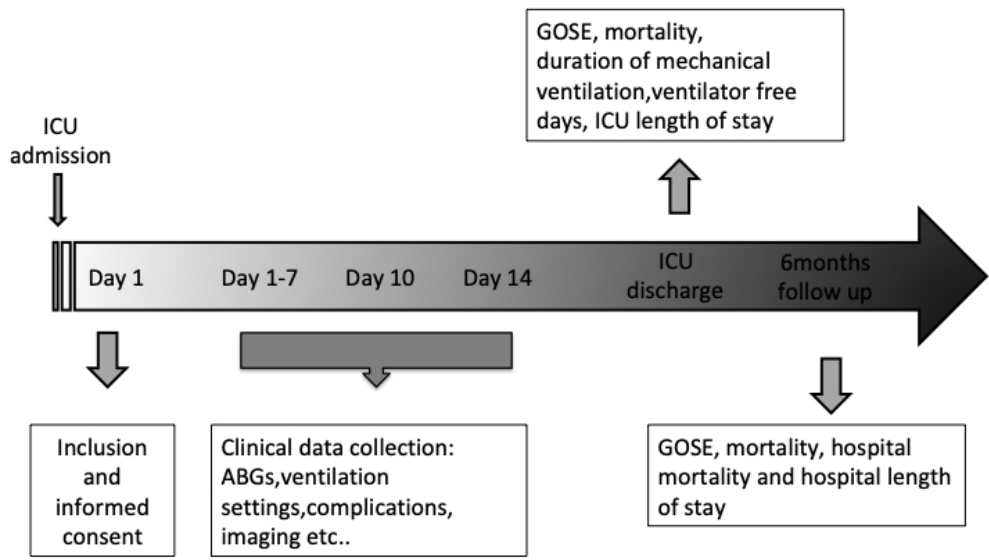 GOSE, mortality,
duration of mechanical
ventilation,ventilator free
days, ICU length of stay
ICU
admission
Day 1
Day 1-7
Day 10
Day 14
ICU
discharge
6months
follow up
Inclusion
and
informed
consent
Clinical data collection:
ABGs,ventilation
settings,complications,
imaging etc..
GOSE, mortality, hospital
mortality and hospital length
of stay